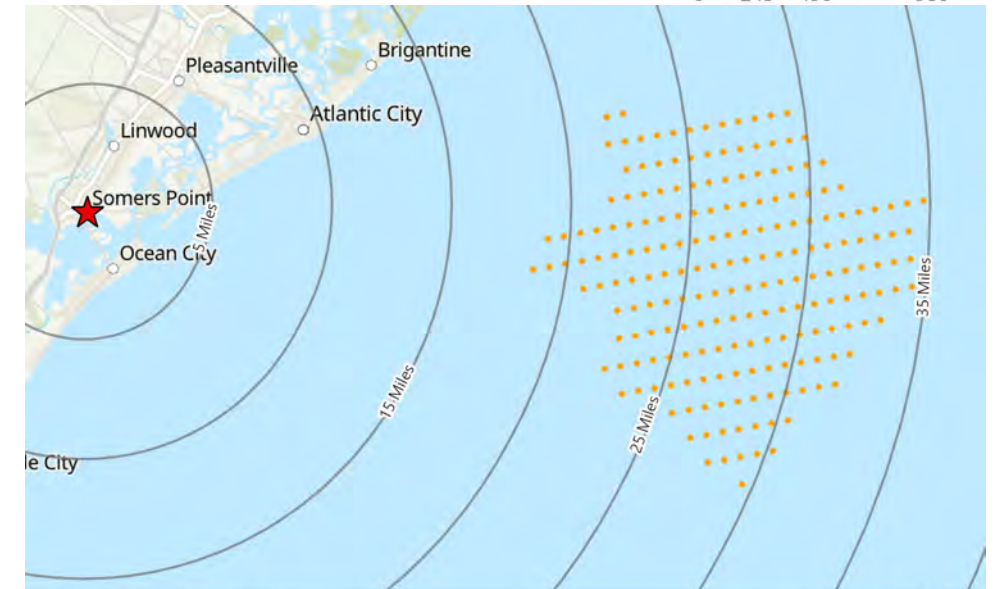 Brigantine
Pleasantville
Atlantic City
Linwood
Somers Point
5 Miles
Ocean City
35 Miles
15 Miles
25 Miles
le City